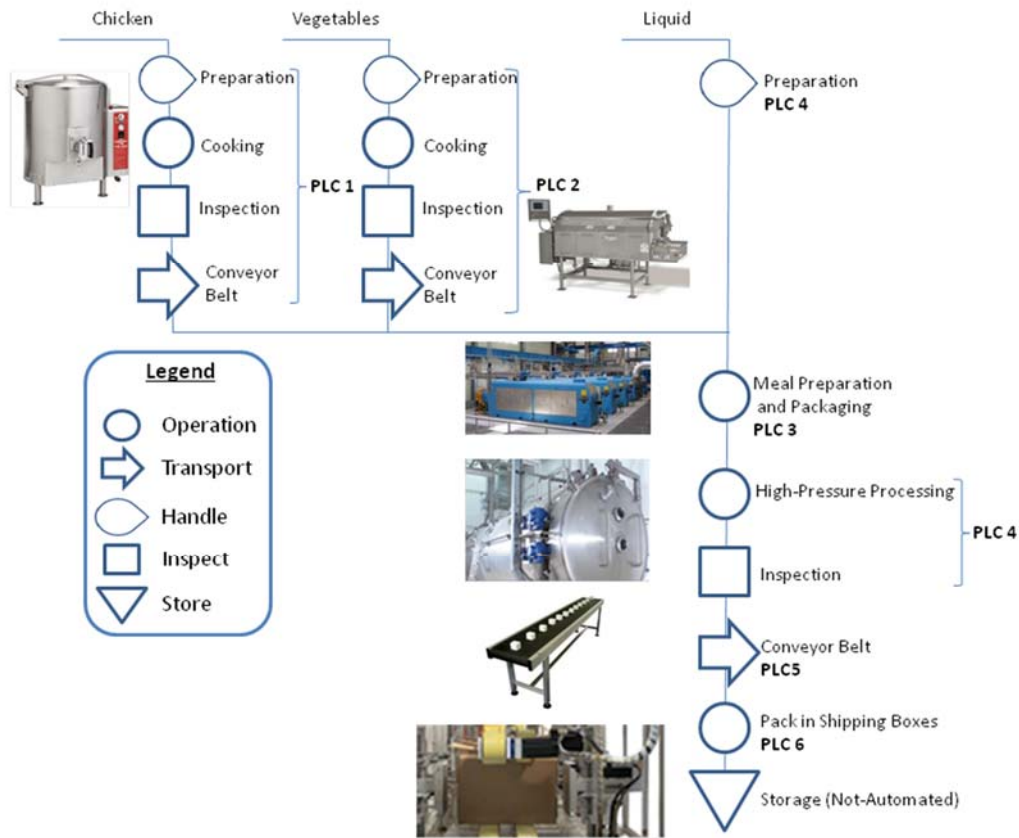 Chicken
Vegetables
Liquid
Preparation
Cooking
Inspection
Conveyor
Belt
PLC 1
Preparation
Cooking
Inspection
Conveyor
Belt
PLC 2
Preparation
PLC 4
Legend
Operation
Transport
Handle
Inspect
Store
Meal Preparation
and Packaging
PLC 3
High-Pressure Processing
Inspection
PLC 4
Conveyor Belt
PLC5
Pack in Shipping Boxes
PLC 6
Storage (Not-Automated)